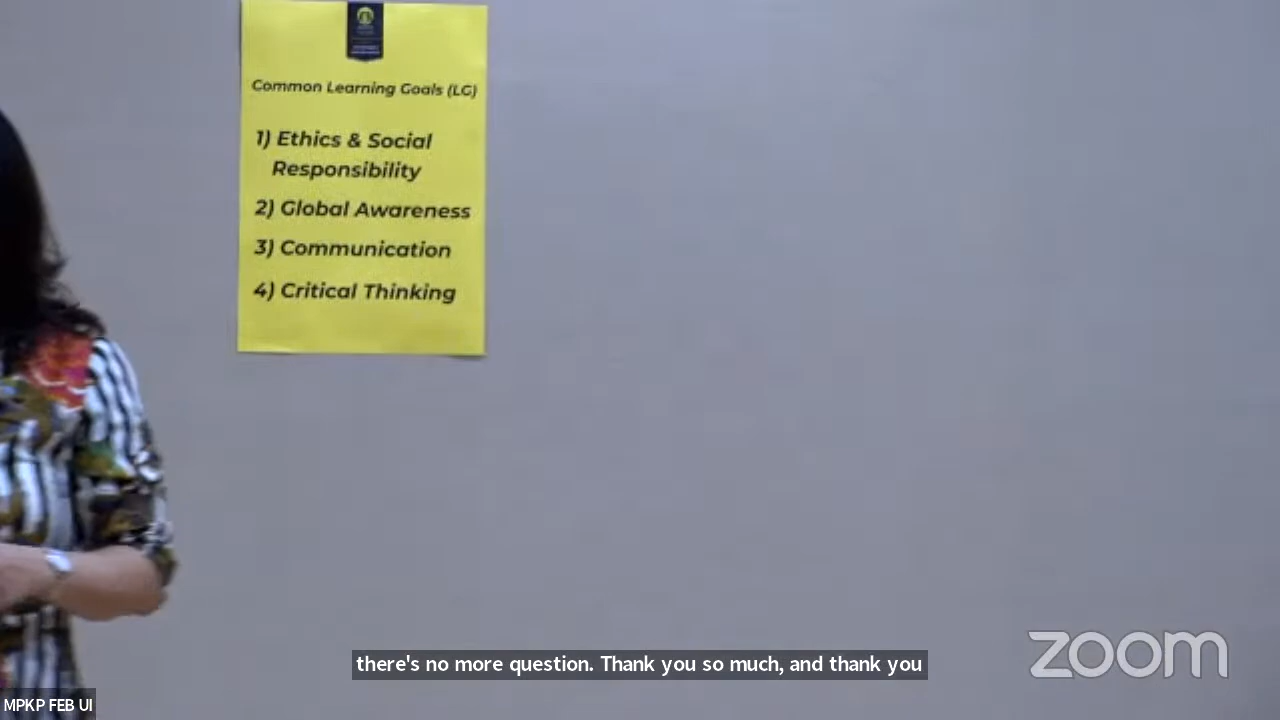 Common Learning Goals (LG)
1) Ethics & Social
Responsibility
2) Global Awareness
3) Communication
4) Critical Thinking
there's no more question. Thank you so much, and thank you
zoom
MPKP FEB UI